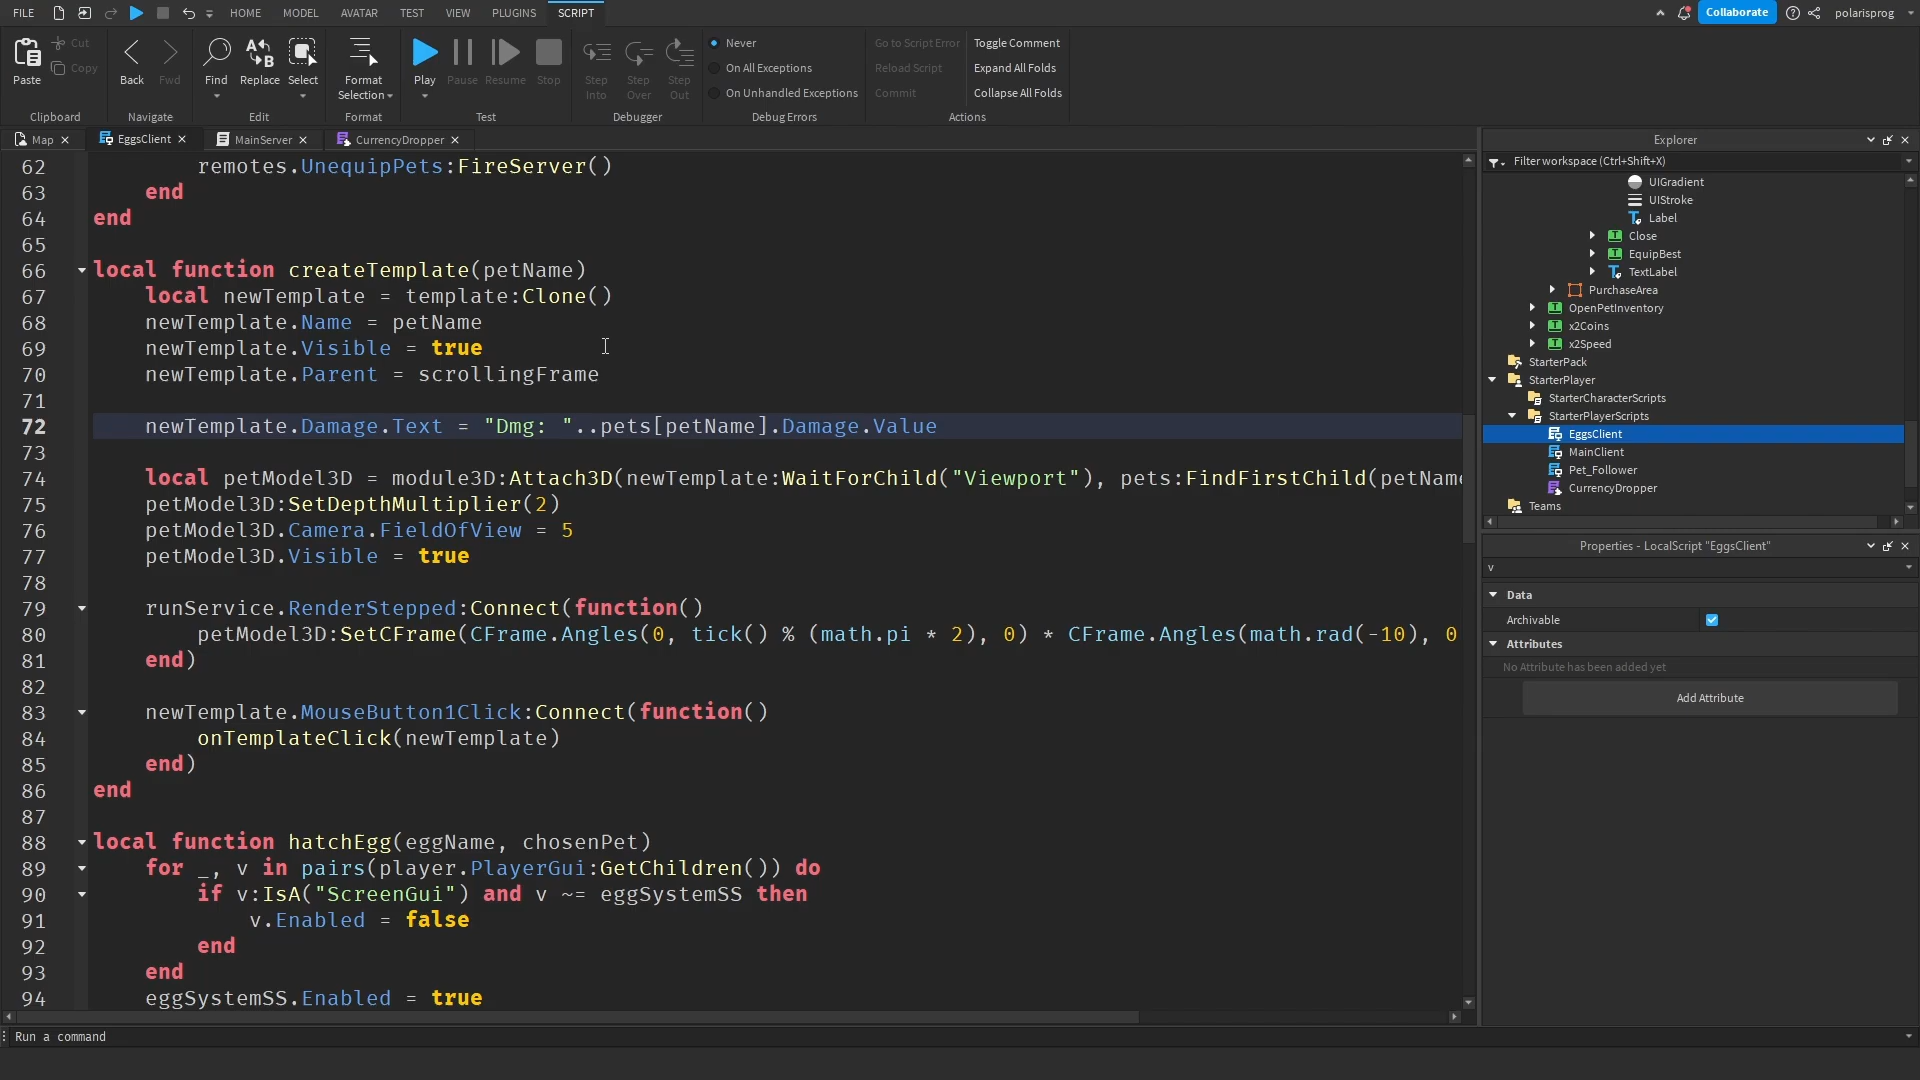 FILE HOME MODEL AVATAR TEST VIEW PLUGINS SCRIPT Collaborate polarisprog
Paste Cut Copy Back Fwd Find Replace Select Format Selection Play Pause Resume Stop Step Into Step Over Step Out
Never
On All Exceptions
On Unhandled Exceptions
Go to Script Error
Reload Script
Commit
Toggle Comment
Expand All Folds
Collapse All Folds
Clipboard Navigate Edit Format Test Debugger Debug Errors Actions
Map EggsClient MainServer CurrencyDropper
62 remotes.UnequipPets:FireServer()
63 end
64 end
65
66 local function createTemplate(petName)
67 local newTemplate = template:Clone()
68 newTemplate.Name = petName
69 newTemplate.Visible = true
70 newTemplate.Parent = scrollingFrame
71
72 newTemplate.Damage.Text = "Dmg: "..pets[petName].Damage.Value
73
74 local petModel3D = module3D:Attach3D(newTemplate:WaitForChild("Viewport"), pets:FindFirstChild(petName
75 petModel3D:SetDepthMultiplier(2)
76 petModel3D.Camera.FieldOfView = 5
77 petModel3D.Visible = true
78
79 runService.RenderStepped:Connect(function()
80 petModel3D:SetCFrame(CFrame.Angles(0, tick() % (math.pi * 2), 0) * CFrame.Angles(math.rad(-10), 0
81 end)
82
83 newTemplate.MouseButton1Click:Connect(function()
84 onTemplateClick(newTemplate)
85 end)
86 end
87
88 local function hatchEgg(eggName, chosenPet)
89 for _, v in pairs(player.PlayerGui:GetChildren()) do
90 if v:IsA("ScreenGui") and v ~= eggSystemSS then
91 v.Enabled = false
92 end
93 end
94 eggSystemSS.Enabled = true
Run a command
Explorer
Filter workspace (Ctrl+Shift+X)
UIGradient
UIStroke
Label
Close
EquipBest
TextLabel
PurchaseArea
OpenPetInventory
x2Coins
x2Speed
StarterPack
StarterPlayer
StarterCharacterScripts
StarterPlayerScripts
EggsClient
MainClient
Pet_Follower
CurrencyDropper
Teams
Properties - LocalScript "EggsClient"
v
Data
Archivable
Attributes
No Attribute has been added yet
Add Attribute